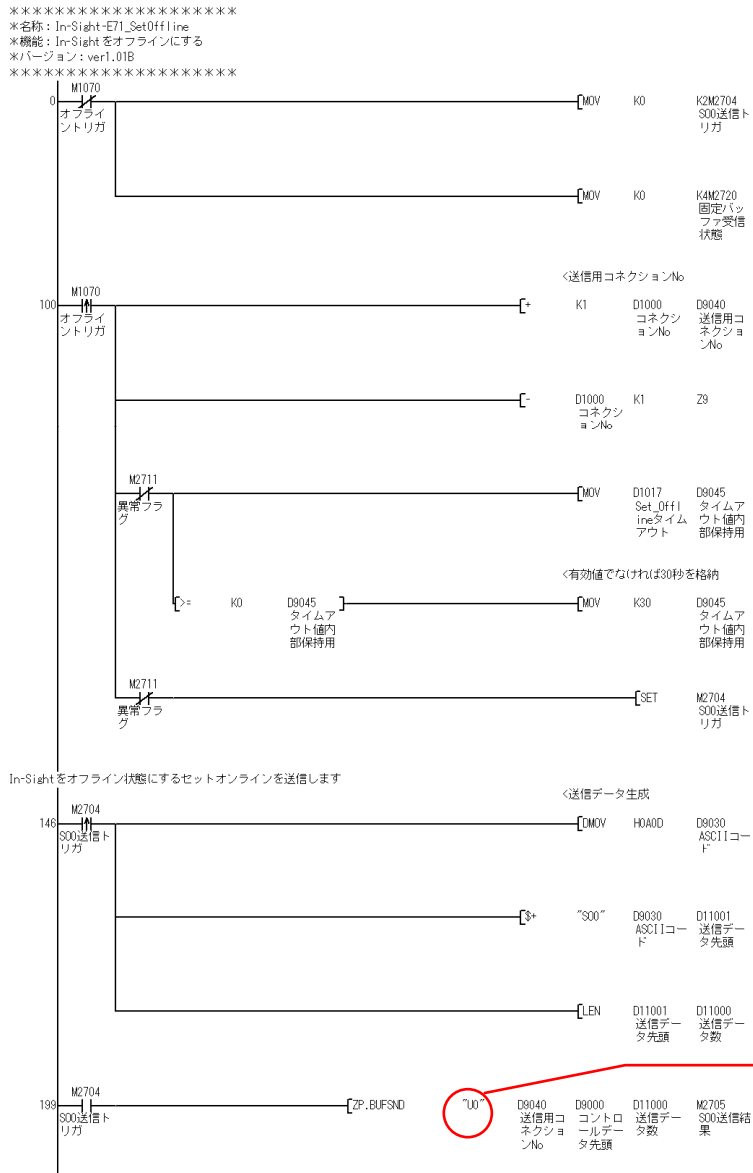 ********************
*名称：In-Sight-E71_SetOffline
*機能：In-Sightをオフラインにする
*バージョン：ver1.01B
********************
M1070
0
オフライ
ントリガ
MOV K0 K2M2704
SO0送信ト
リガ
MOV K0 K4M2720
固定バッ
ファ受信
状態
<送信用コネクションNo
M1070
100
オフライ
ントリガ
+ K1 D1000 D9040
コネクシ
ョンNo
送信用コ
ネクショ
ンNo
- D1000 K1 Z9
コネクシ
ョンNo
M2711
異常フラ
グ
MOV D1017 D9045
Set_Offl
ineタイム
アウト
タイムア
ウト値内
部保持用
<有効値でなければ30秒を格納
>= K0 D9045
タイムア
ウト値内
部保持用
MOV K30 D9045
タイムア
ウト値内
部保持用
M2711
異常フラ
グ
SET M2704
SO0送信ト
リガ
In-Sightをオフライン状態にするセットオンラインを送信します
<送信データ生成
M2704
146
SO0送信ト
リガ
DMOV H0A0D D9030
ASCIIコー
ド
$+ "SO0" D9030 D11001
ASCIIコー
ド
送信デー
タ先頭
LEN D11001 D11000
送信デー
タ先頭
送信デー
タ数
M2704
199
SO0送信ト
リガ
ZP.BUFSND "U0" D9040 D9000 D11000 M2705
送信用コ
ネクショ
ンNo
コントロ
ールデー
タ先頭
送信デー
タ数
SO0送信結
果